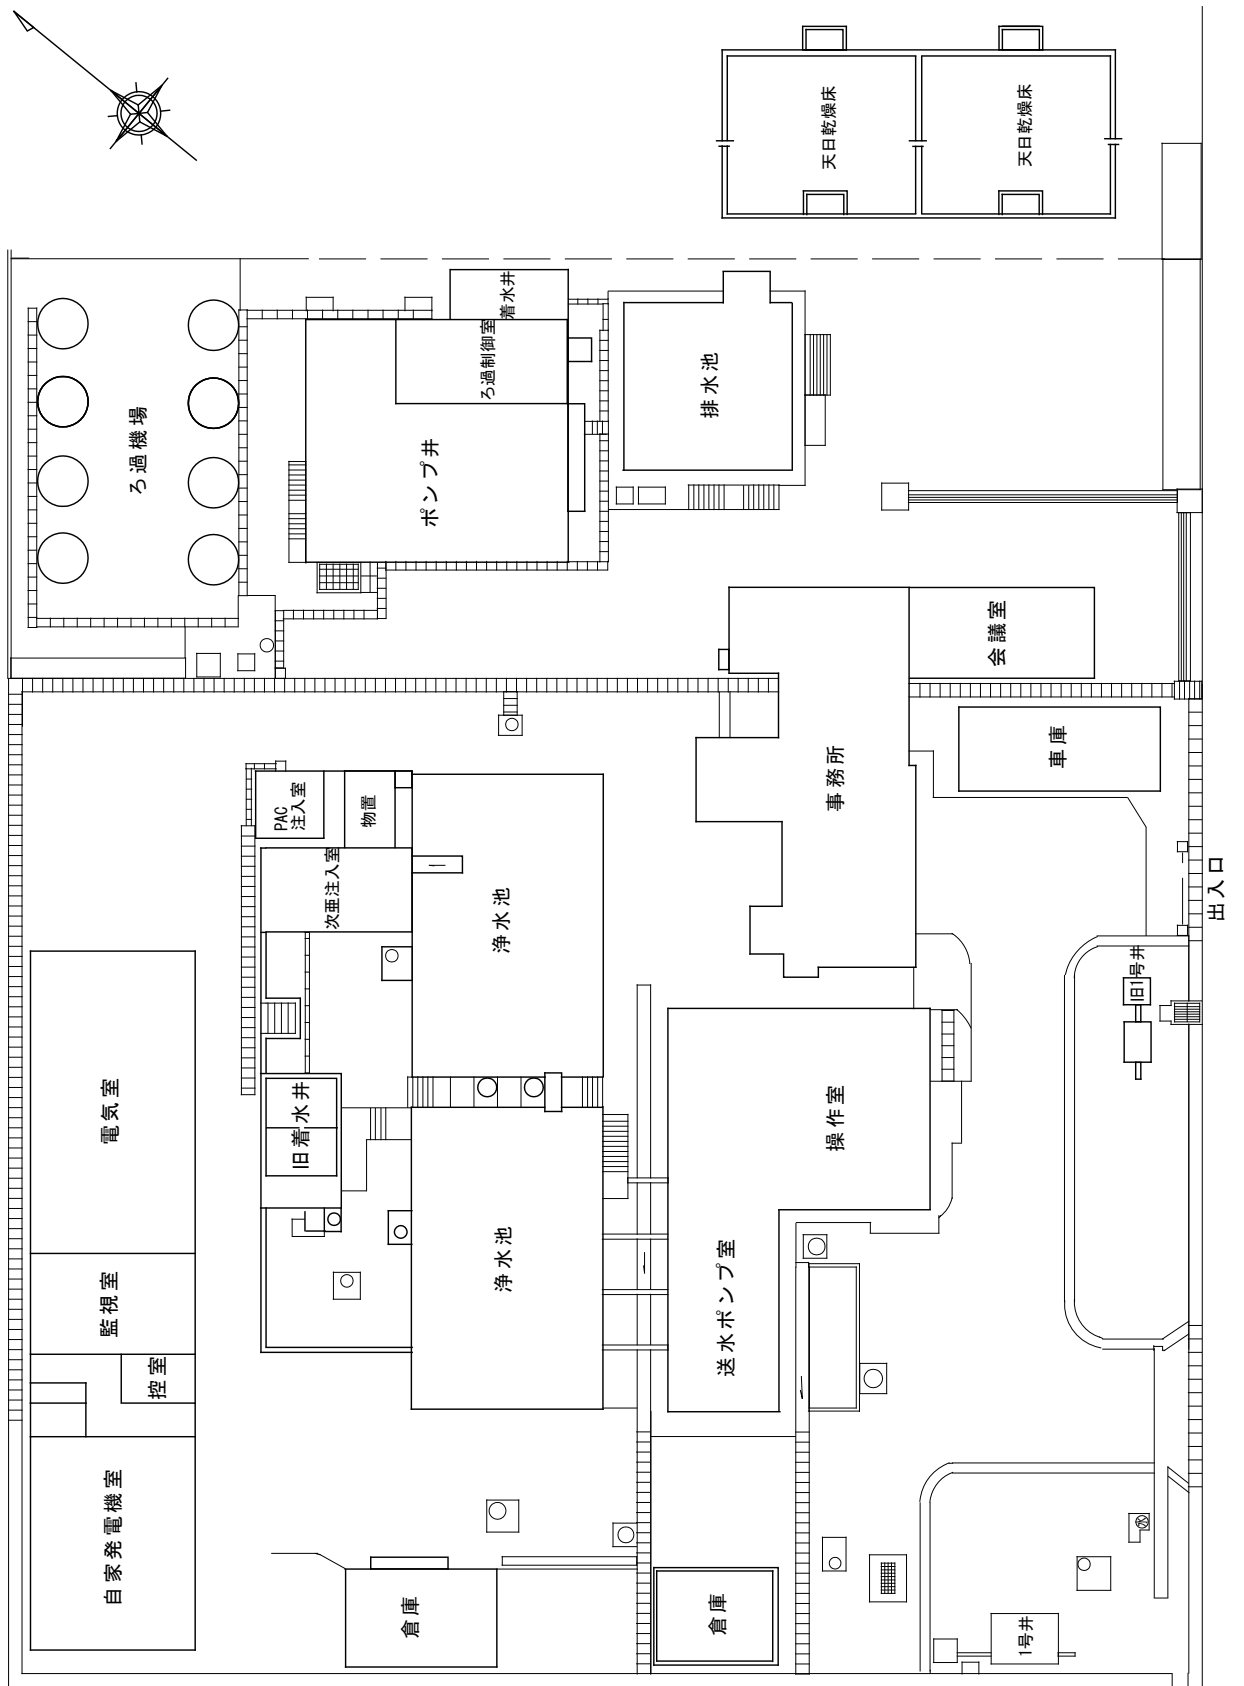 天日乾燥床
天日乾燥床
着水井
ろ過制御室
排水池
ろ過機場
ポンプ井
会議室
車庫
事務所
PAC
注入室
物置
次亜注入室
浄水池
出入口
旧1号井
電気室
旧着水井
操作室
浄水池
送水ポンプ室
監視室
控室
自家発電機室
倉庫
倉庫
1号井